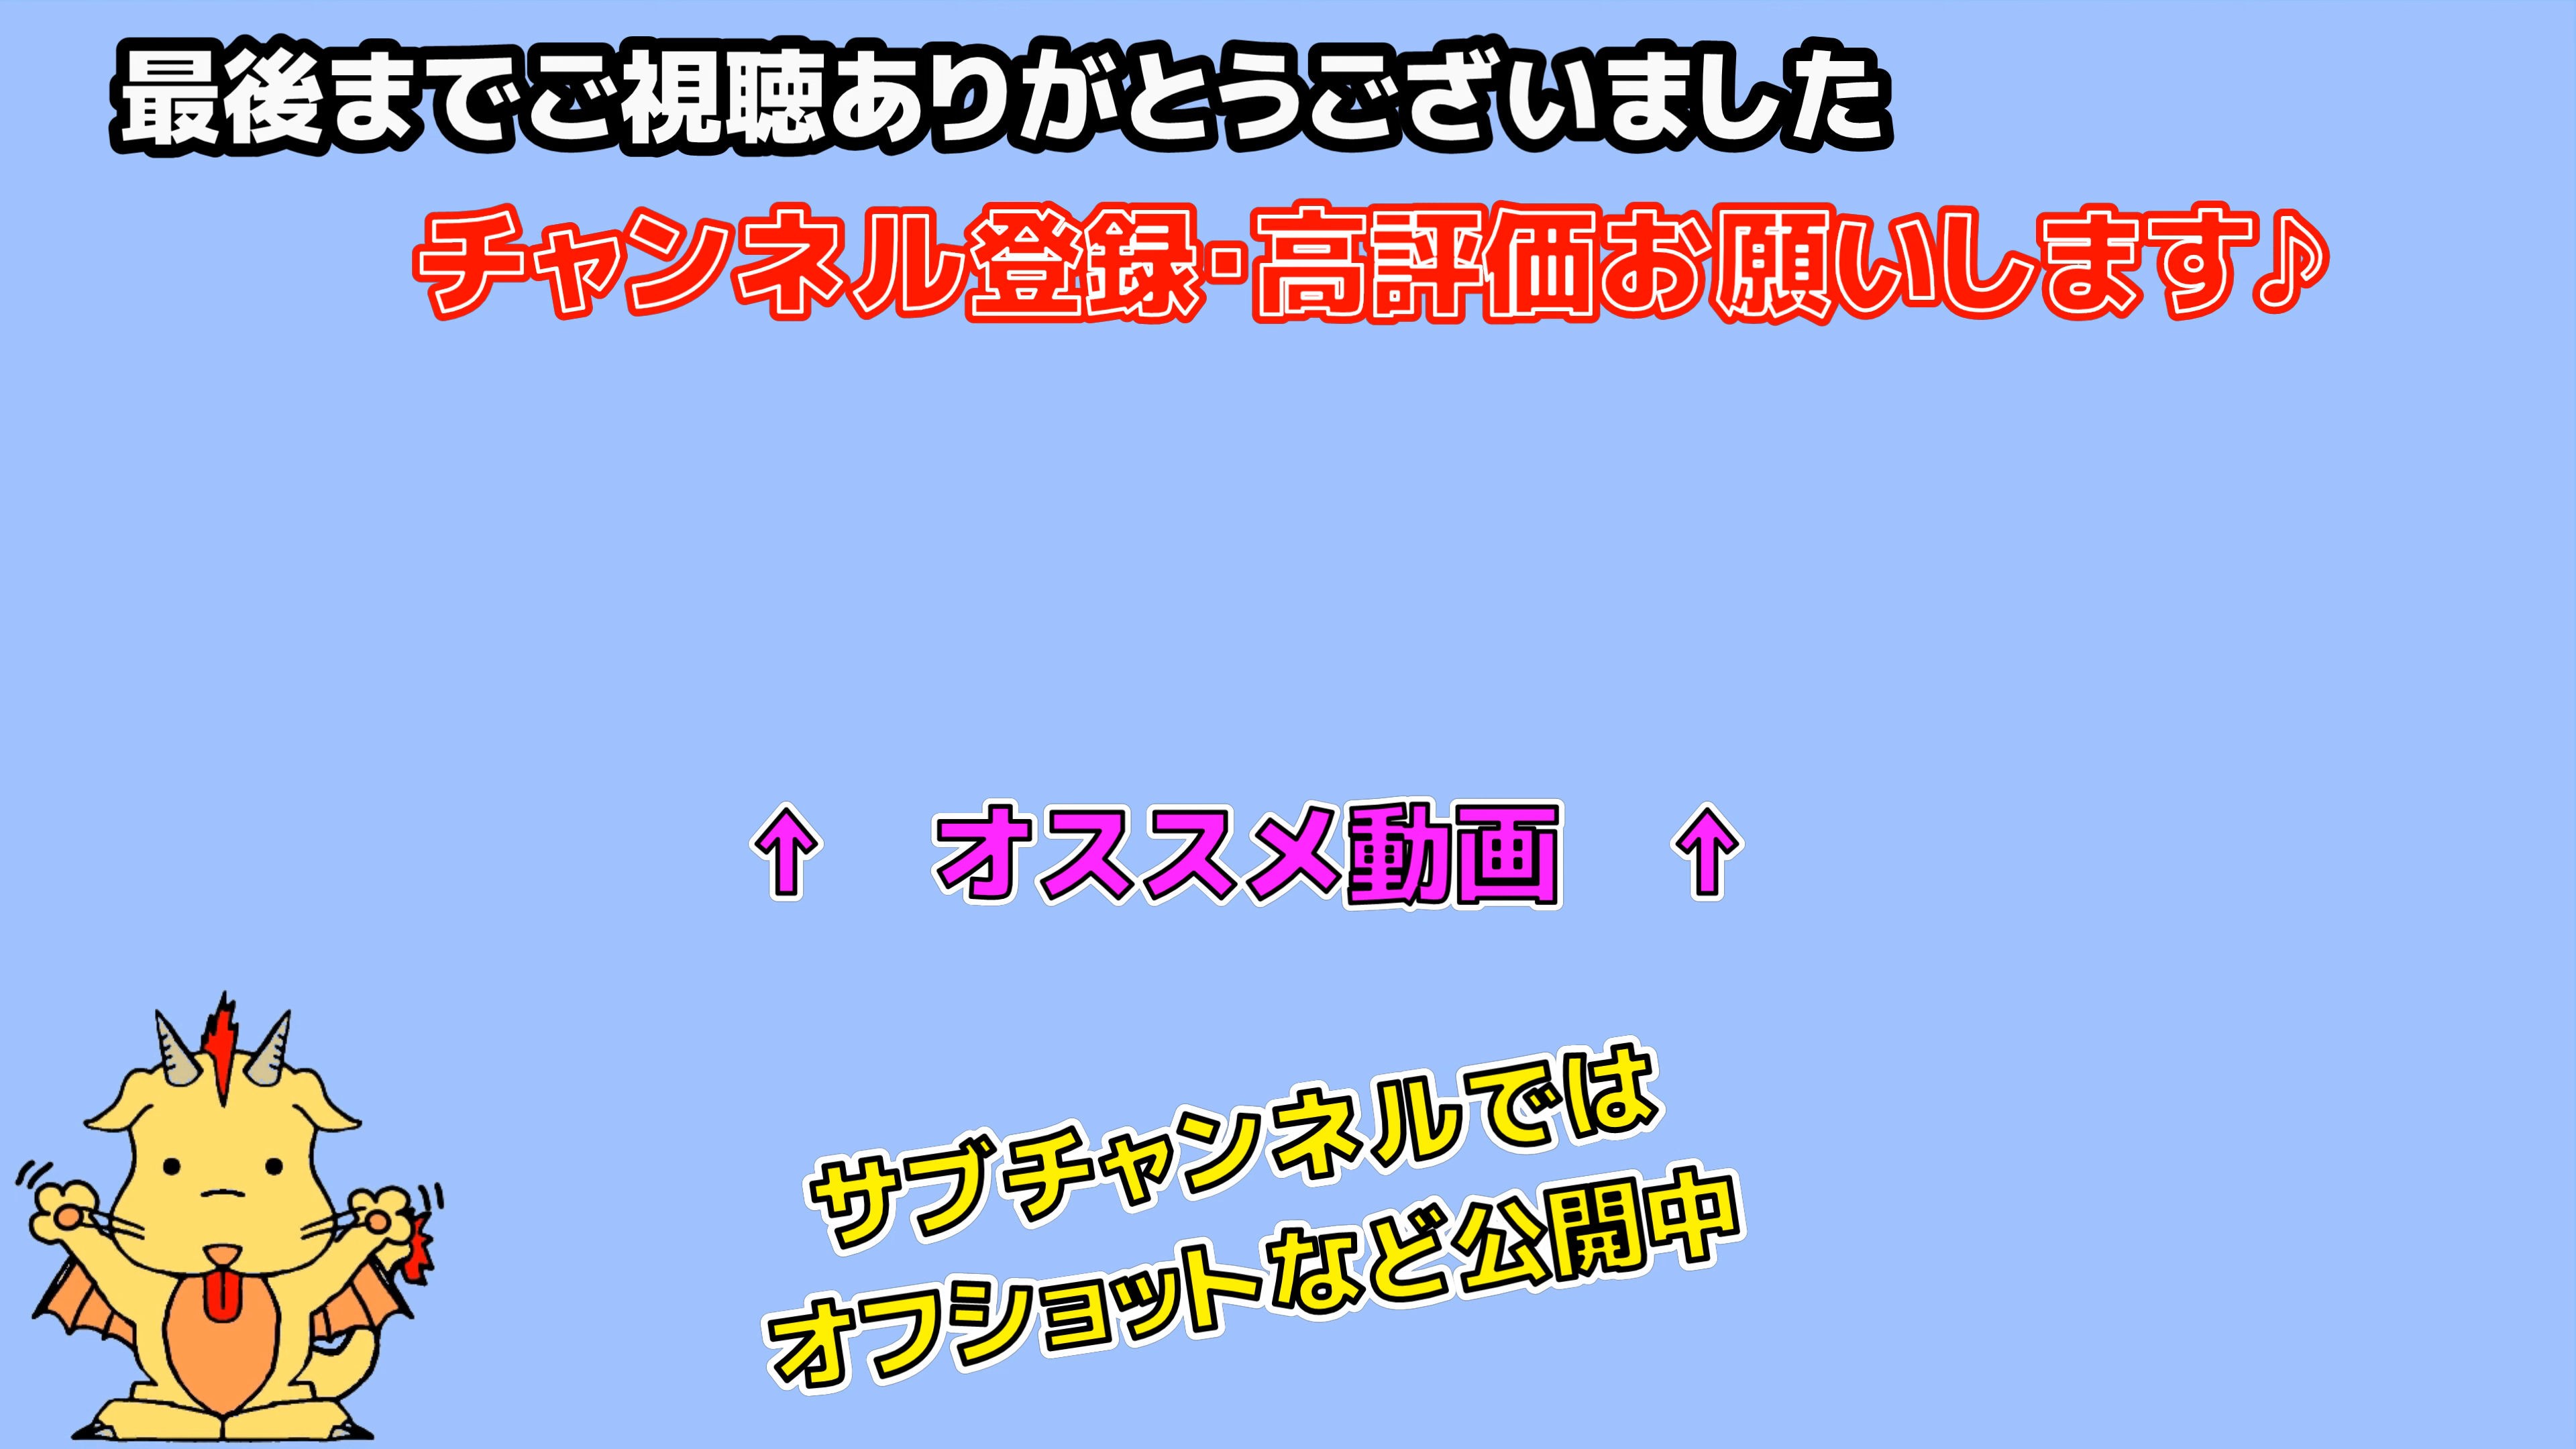 最後までご視聴ありがとうございました
チャンネル登録・高評価お願いします♪
↑　オススメ動画　↑
サブチャンネルでは
オフショットなど公開中